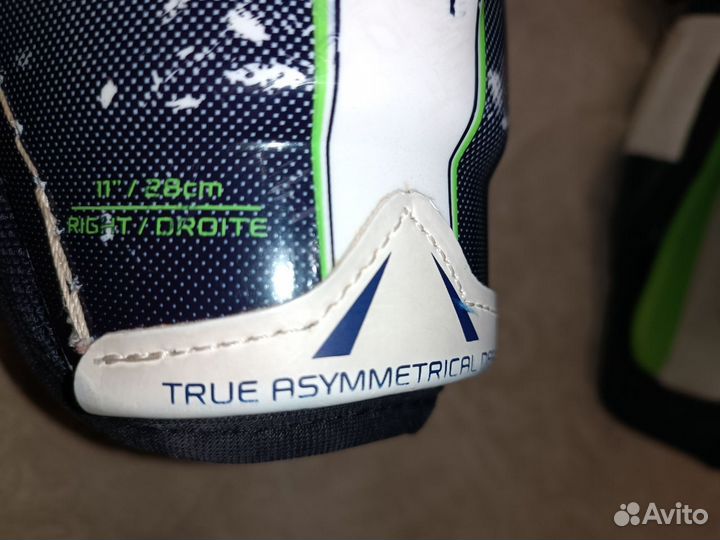 11" / 28cm
RIGHT / DROITE
TRUE ASYMMETRICAL
Avito